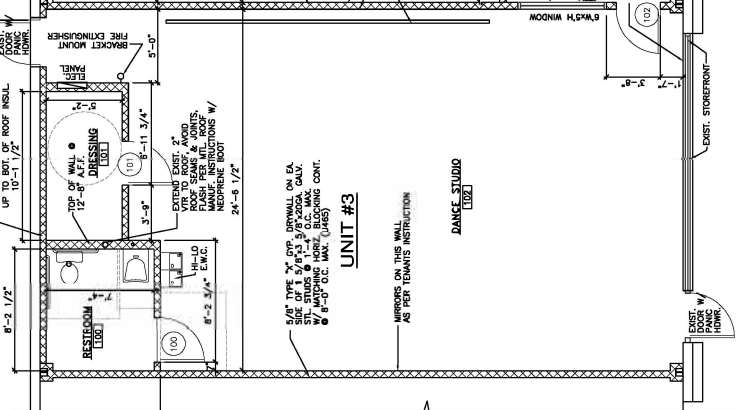 EXIST.
DOOR W/
PANIC
HDWR.
BRACKET MOUNT
FIRE EXTINGUISHER
5'-0"
ELEC.
PANEL
UP TO BOT. OF ROOF INSUL.
10'-1 1/2"
5'-2"
DRESSING
101
TOP OF WALL @
12'-8" A.F.F.
101
6'-11 3/4"
3'-9"
EXTEND EXIST. 2"
VTR TO ROOF, AVOID
ROOF SEAMS & JOINTS,
FLASH PER MTL. ROOF
MANUF. INSTRUCTIONS W/
NEOPRENE BOOT
24'-6 1/2"
8'-2 1/2"
7'-4"
RESTROOM
100
HI-LO
E.W.C.
8'-2 3/4"
100
5/8" TYPE "X" GYP. DRYWALL ON EA.
SIDE OF 3 5/8"x3 5/8"x20GA. GALV.
STL. STUDS @ 1'-4" O.C. MAX.
W/ MATCHING HORIZ. BLOCKING CONT.
@ 8'-0" O.C. MAX. (U465)
UNIT #3
MIRRORS ON THIS WALL
AS PER TENANTS INSTRUCTION
DANCE STUDIO
102
6'Wx5'H
WINDOW
102
3'-8"
1'-7"
EXIST. STOREFRONT
EXIST.
DOOR W/
PANIC
HDWR.